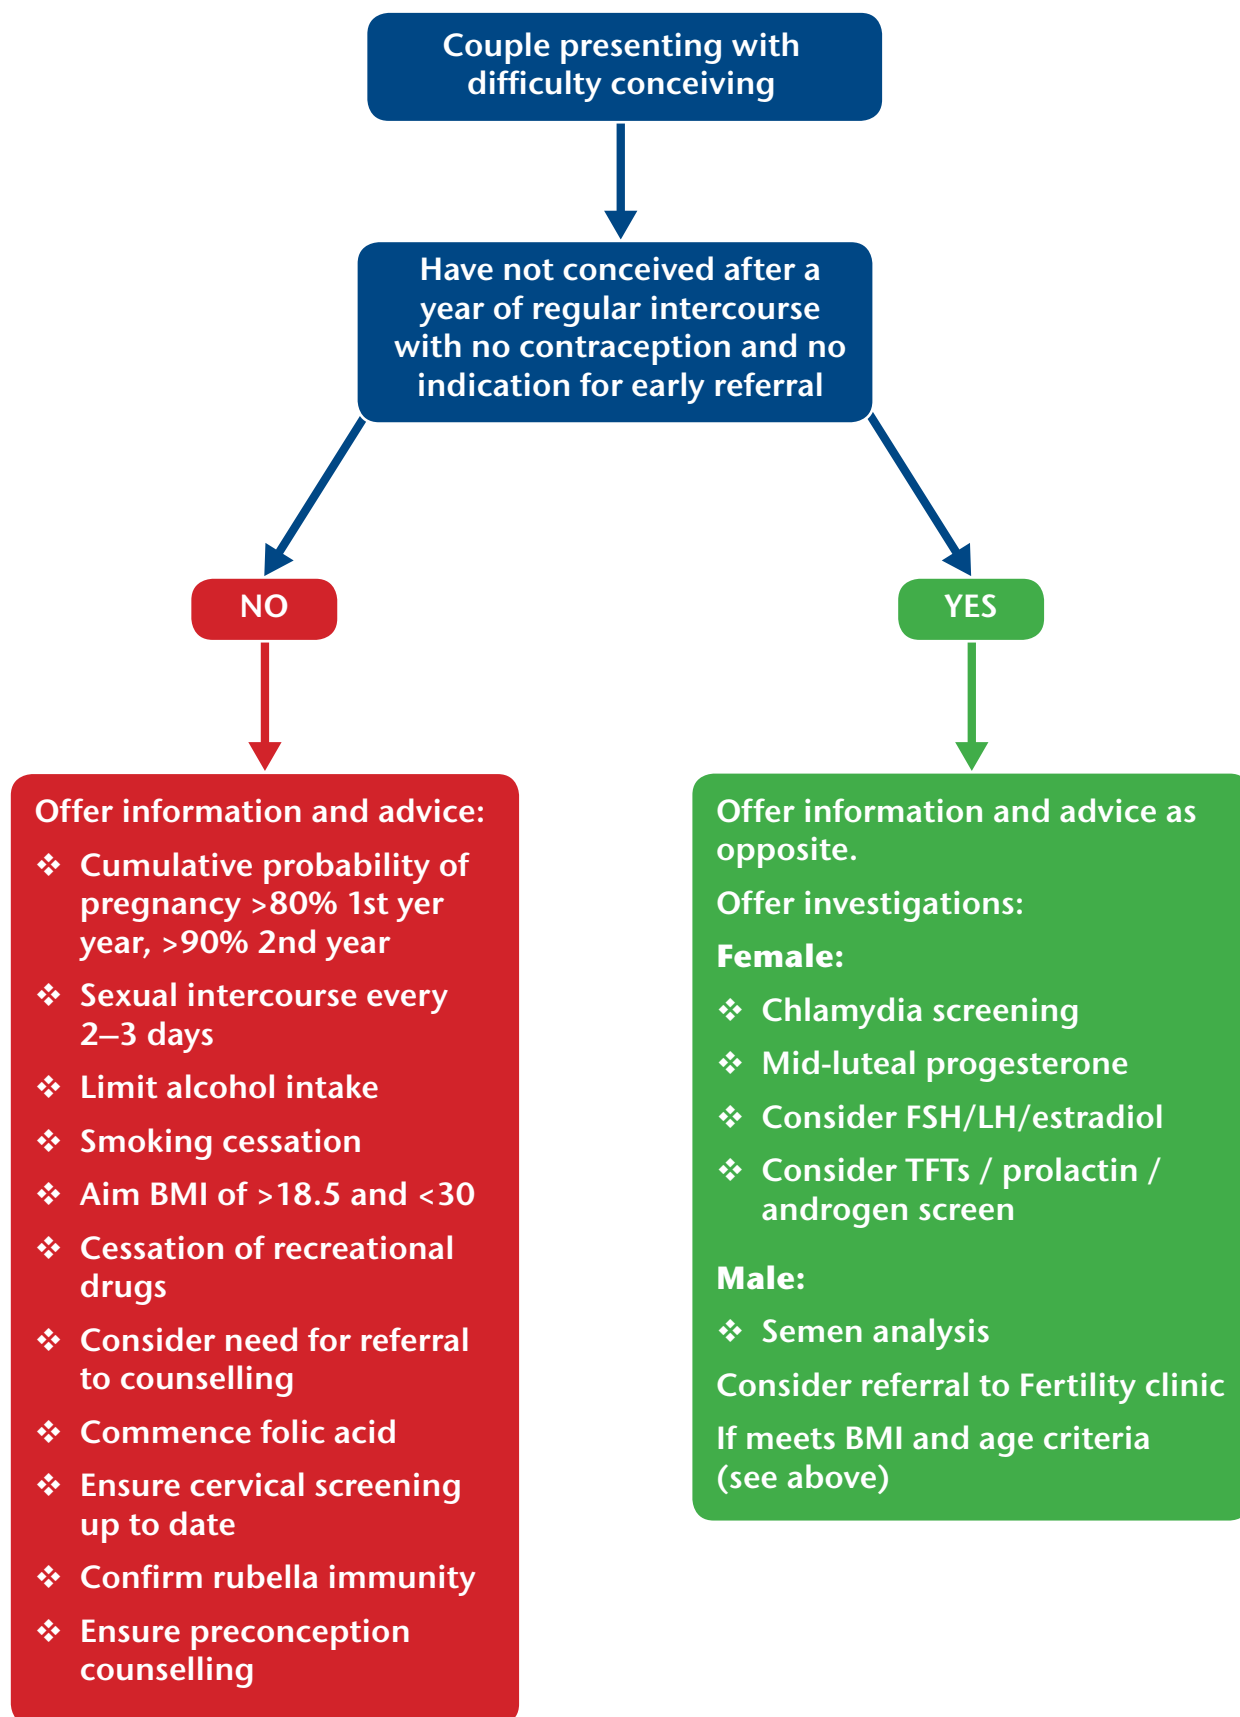 Couple presenting with
difficulty conceiving
Have not conceived after a
year of regular intercourse
with no contraception and no
indication for early referral
NO
YES
Offer information and advice:
❖ Cumulative probability of
pregnancy >80% 1st yer
year, >90% 2nd year
❖ Sexual intercourse every
2–3 days
❖ Limit alcohol intake
❖ Smoking cessation
❖ Aim BMI of >18.5 and <30
❖ Cessation of recreational
drugs
❖ Consider need for referral
to counselling
❖ Commence folic acid
❖ Ensure cervical screening
up to date
❖ Confirm rubella immunity
❖ Ensure preconception
counselling
Offer information and advice as
opposite.
Offer investigations:
Female:
❖ Chlamydia screening
❖ Mid-luteal progesterone
❖ Consider FSH/LH/estradiol
❖ Consider TFTs / prolactin /
androgen screen
Male:
❖ Semen analysis
Consider referral to Fertility clinic
If meets BMI and age criteria
(see above)